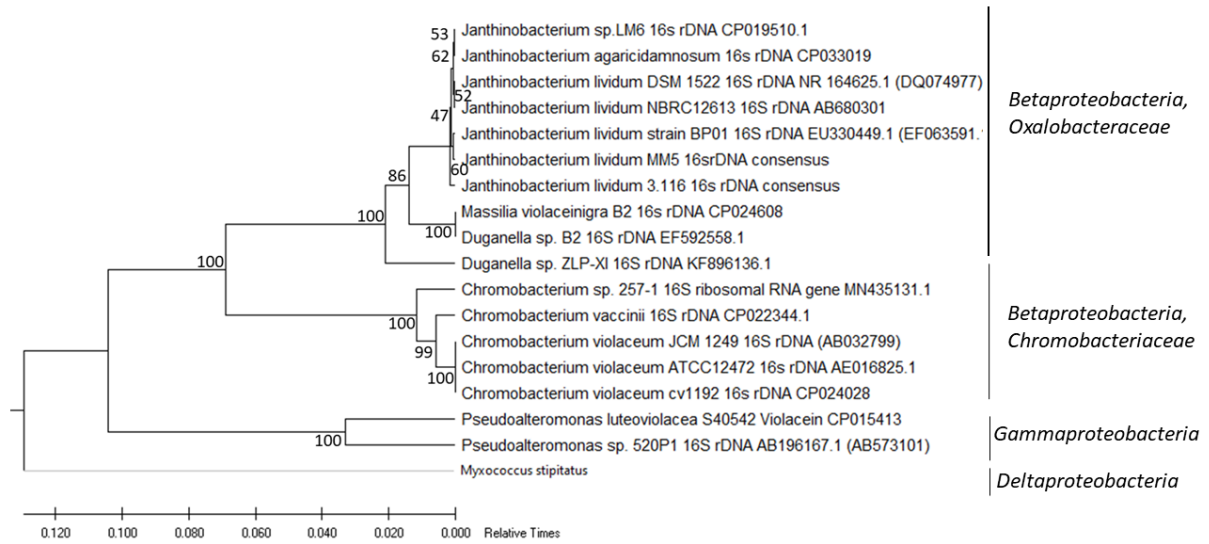 53
Janthinobacterium sp.LM6 16s rDNA CP019510.1
62
Janthinobacterium agaricidamnosum 16s rDNA CP033019
Janthinobacterium lividum DSM 1522 16S rDNA NR 164625.1 (DQ074977)
52
Janthinobacterium lividum NBRC12613 16S rDNA AB680301
47
Janthinobacterium lividum strain BP01 16S rDNA EU330449.1 (EF063591.
Janthinobacterium lividum MM5 16srDNA consensus
60
86
Janthinobacterium lividum 3.116 16s rDNA consensus
Massilia violaceinigra B2 16s rDNA CP024608
100
100
Duganella sp. B2 16S rDNA EF592558.1
100
Duganella sp. ZLP-XI 16S rDNA KF896136.1
Chromobacterium sp. 257-1 16S ribosomal RNA gene MN435131.1
Chromobacterium vaccinii 16S rDNA CP022344.1
100
Chromobacterium violaceum JCM 1249 16S rDNA (AB032799)
99
Chromobacterium violaceum ATCC12472 16s rDNA AE016825.1
100
Chromobacterium violaceum cv1192 16s rDNA CP024028
Pseudoalteromonas luteoviolacea S40542 Violacein CP015413
100
Pseudoalteromonas sp. 520P1 16S rDNA AB196167.1 (AB573101)
Myxococcus stipitatus
Betaproteobacteria,
Oxalobacteraceae
Betaproteobacteria,
Chromobacteriaceae
Gammaproteobacteria
Deltaproteobacteria
0.120 0.100 0.080 0.060 0.040 0.020 0.000 Relative Times